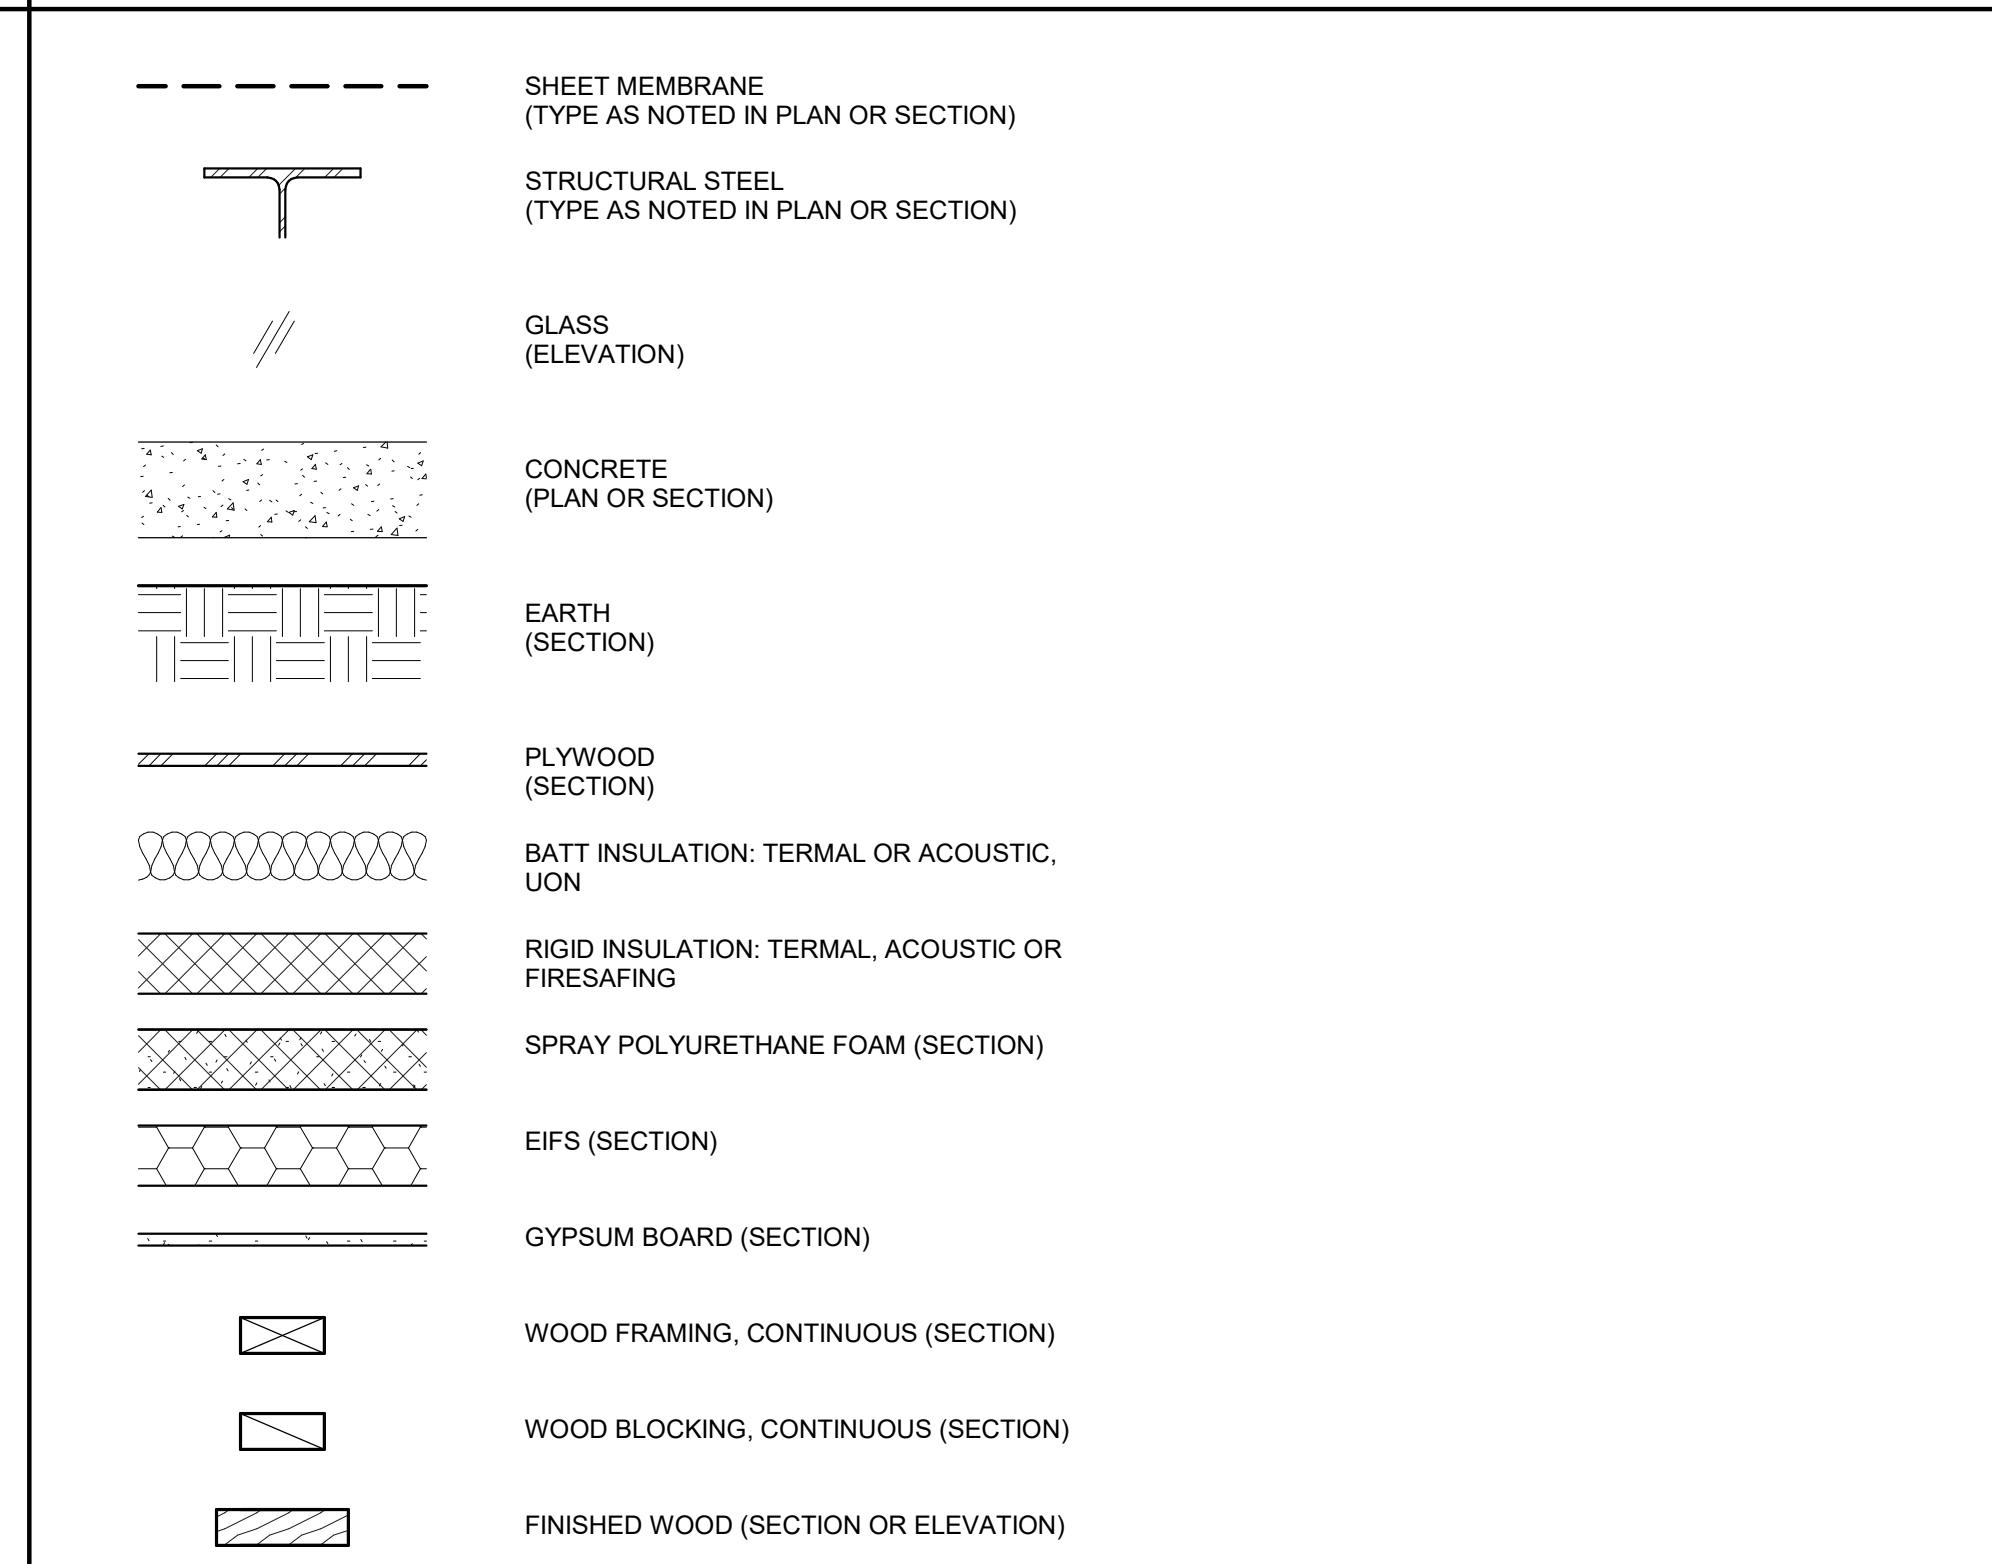 SHEET MEMBRANE
(TYPE AS NOTED IN PLAN OR SECTION)
STRUCTURAL STEEL
(TYPE AS NOTED IN PLAN OR SECTION)
GLASS
(ELEVATION)
CONCRETE
(PLAN OR SECTION)
EARTH
(SECTION)
PLYWOOD
(SECTION)
BATT INSULATION: TERMAL OR ACOUSTIC,
UON
RIGID INSULATION: TERMAL, ACOUSTIC OR
FIRESAFING
SPRAY POLYURETHANE FOAM (SECTION)
EIFS (SECTION)
GYPSUM BOARD (SECTION)
WOOD FRAMING, CONTINUOUS (SECTION)
WOOD BLOCKING, CONTINUOUS (SECTION)
FINISHED WOOD (SECTION OR ELEVATION)